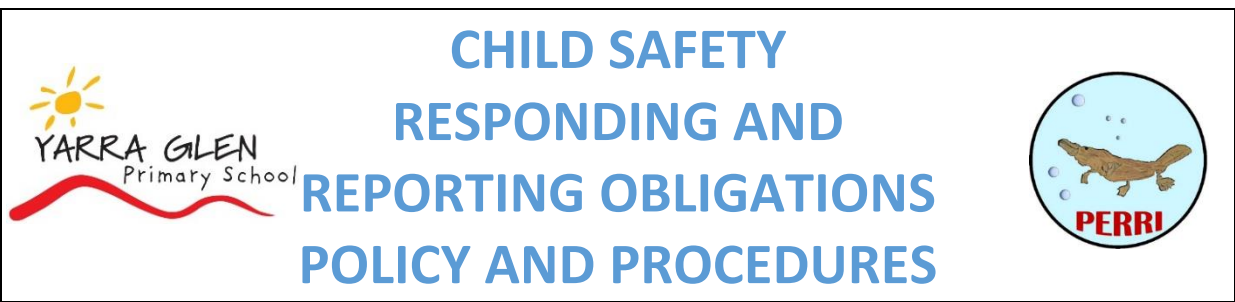 YARRA GLEN
Primary School
CHILD SAFETY
RESPONDING AND
REPORTING OBLIGATIONS
POLICY AND PROCEDURES
PERRI